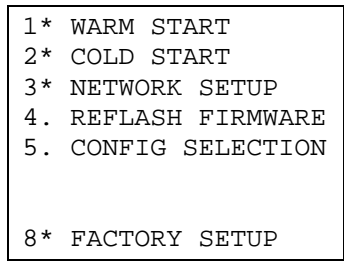 1* WARM START
2* COLD START
3* NETWORK SETUP
4. REFLASH FIRMWARE
5. CONFIG SELECTION
8* FACTORY SETUP